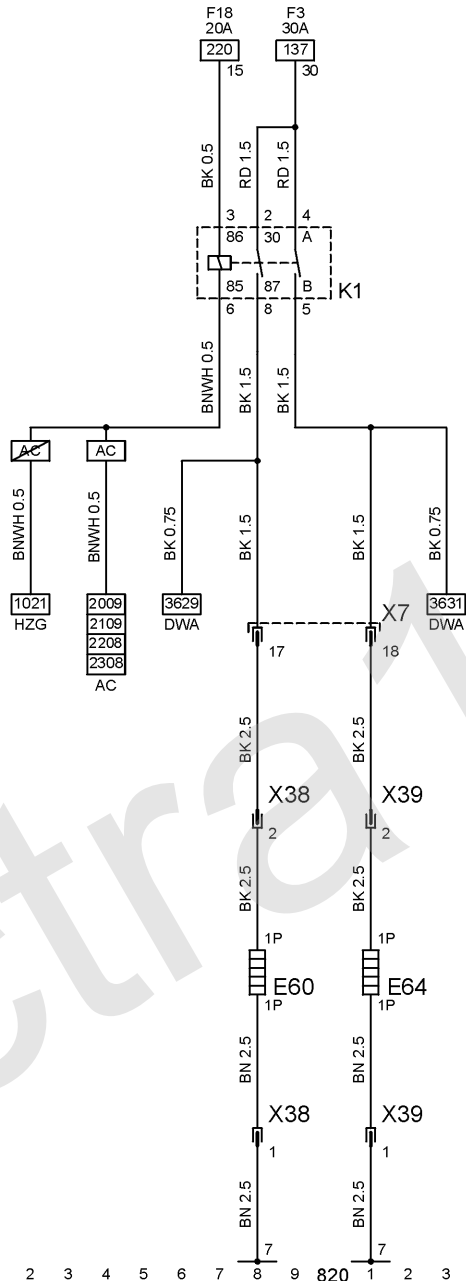 F18 F3
20A 30A
220 137
15 30
BK 0.5 RD 1.5 RD 1.5
3 2 4
86 30 A
85 87 B
K1
6 8 5
BNWH 0.5 BK 1.5 BK 1.5
AC AC
BNWH 0.5 BNWH 0.5 BK 0.75 BK 1.5 BK 1.5 BK 0.75
1021 2009 3629 3631
HZG 2109 DWA X7 DWA
2208
2308
AC
17 18
BK 2.5 BK 2.5
X38 X39
2 2
BK 2.5 BK 2.5
1P 1P
E60 E64
1P 1P
BN 2.5 BN 2.5
X38 X39
1 1
BN 2.5 BN 2.5
7 7
2 3 4 5 6 7 8 9 820 1 2 3